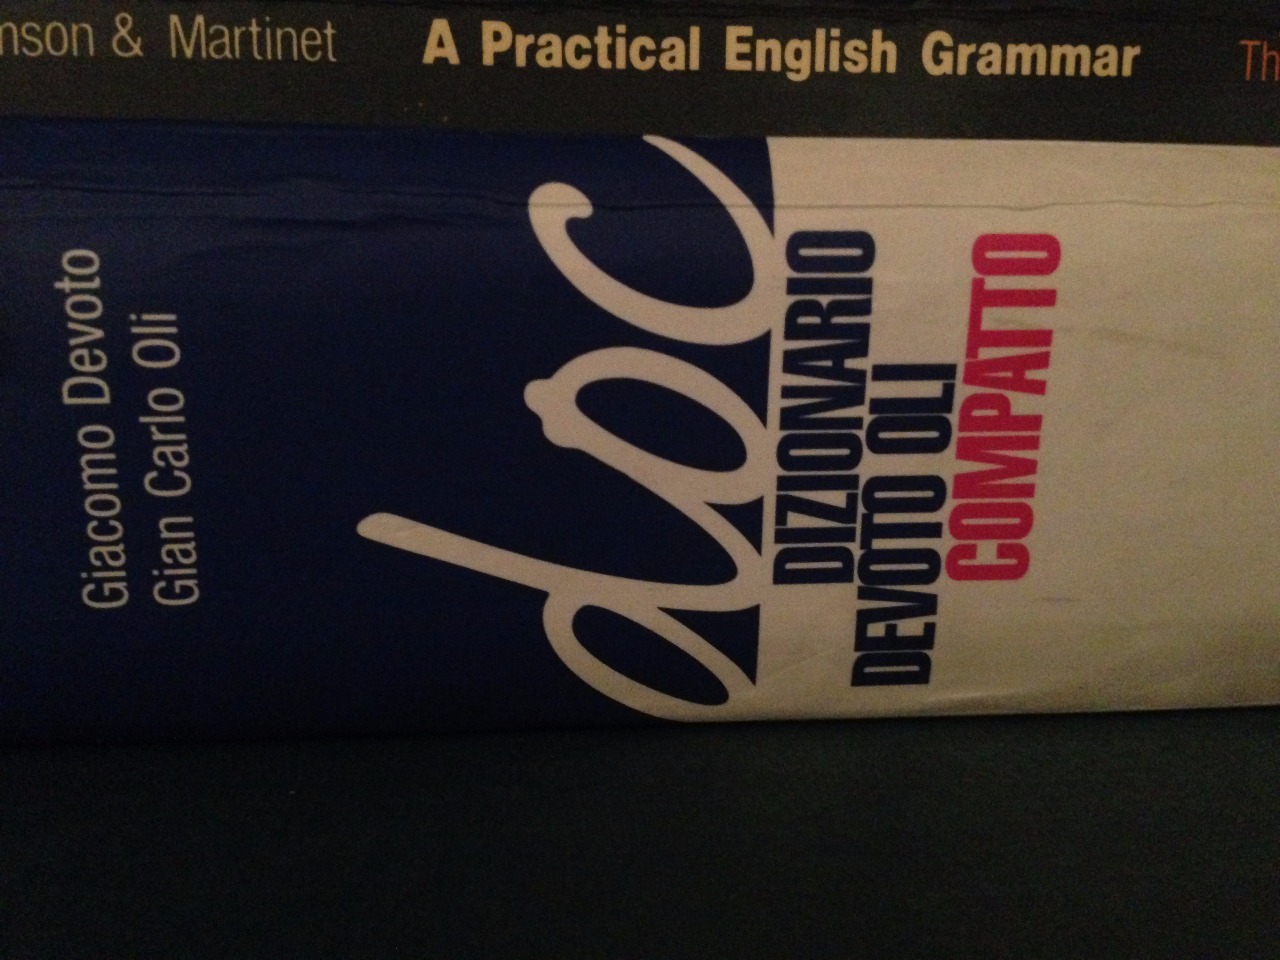 nson & Martinet A Practical English Grammar Th
Giacomo Devoto
Gian Carlo Oli
doc
DIZIONARIO
DEVOTO OLI
COMPATTO